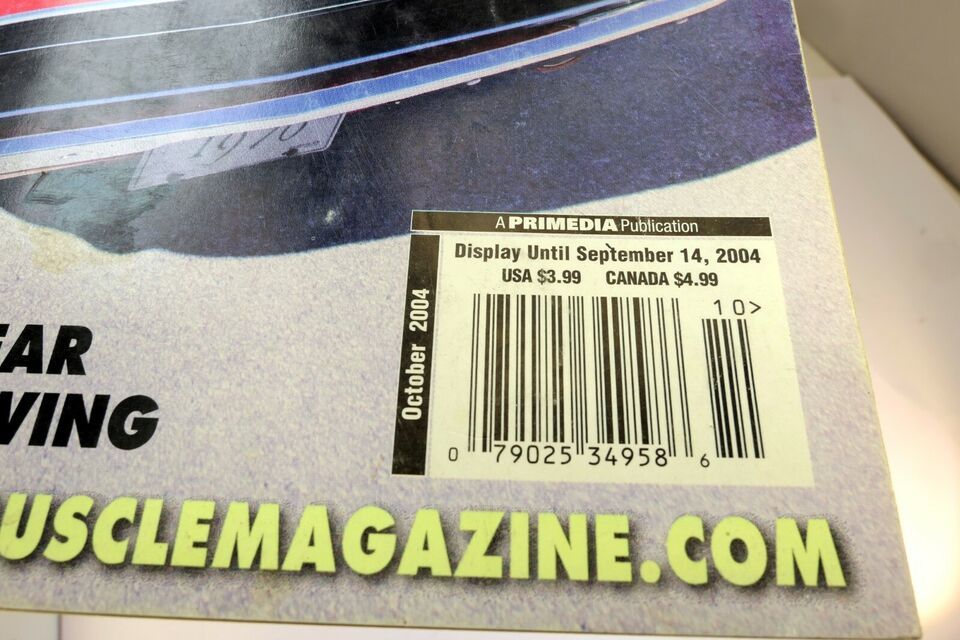 1970
A PRIMEDIA Publication
Display Until September 14, 2004
USA $3.99 CANADA $4.99
October 2004
10>
0 79025 34958 6
EAR
VING
USCLEMAGAZINE.COM